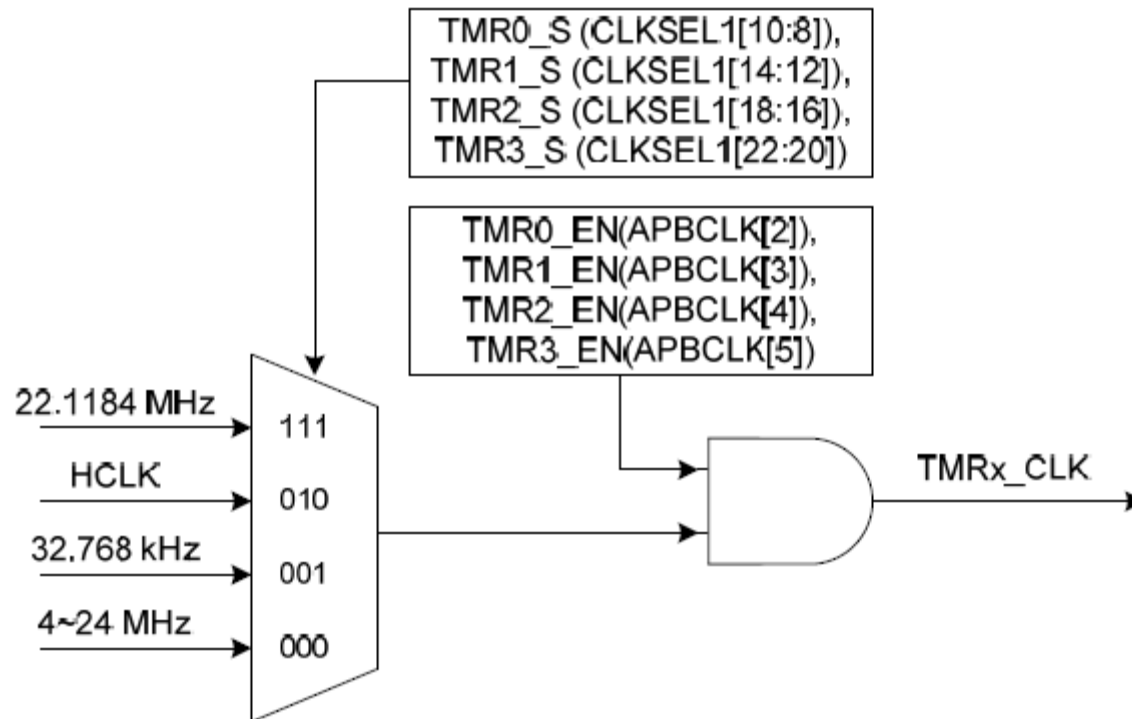 TMR0_S (CLKSEL1[10:8]),
TMR1_S (CLKSEL1[14:12]),
TMR2_S (CLKSEL1[18:16]),
TMR3_S (CLKSEL1[22:20])
TMR0_EN(APBCLK[2]),
TMR1_EN(APBCLK[3]),
TMR2_EN(APBCLK[4]),
TMR3_EN(APBCLK[5])
22.1184 MHz
111
HCLK
010
32.768 kHz
001
4~24 MHz
000
TMRx_CLK